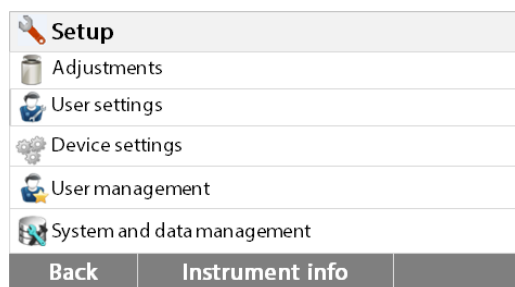 Setup
Adjustments
User settings
Device settings
User management
System and data management
Back Instrument info